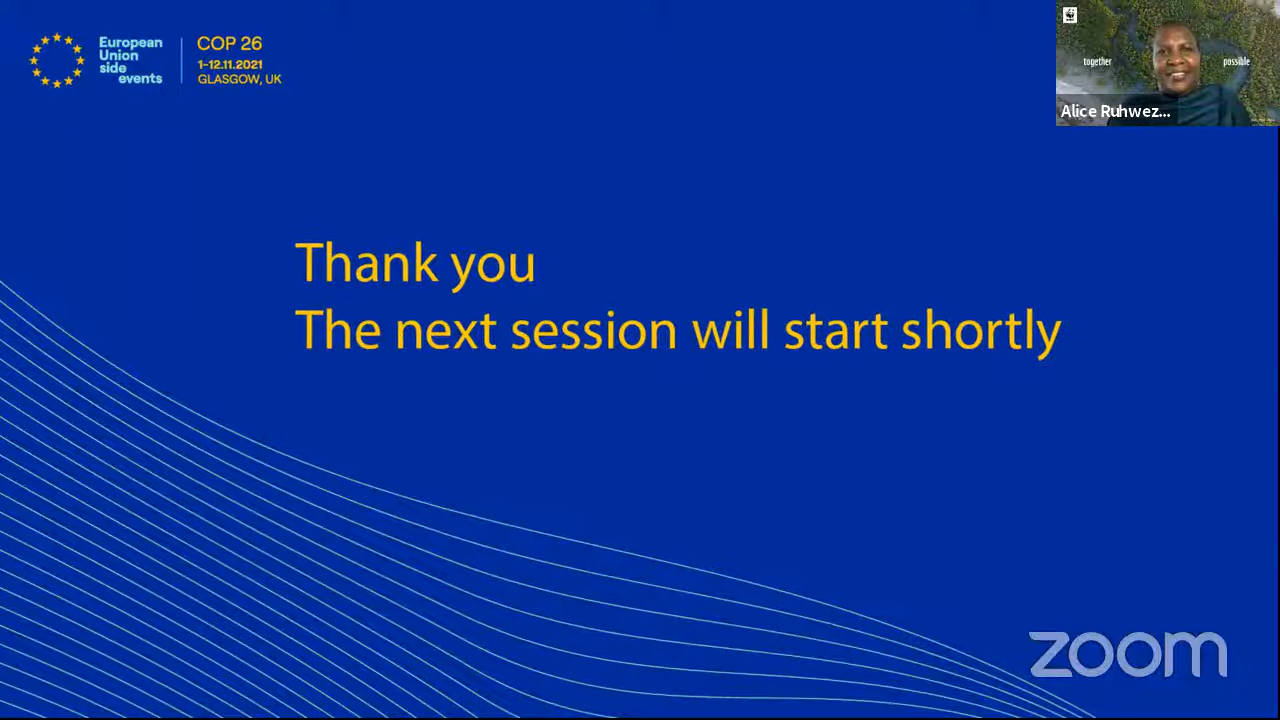 European
Union
side
events
COP 26
1-12.11.2021
GLASGOW, UK
together
possible
Alice Ruhwez...
Thank you
The next session will start shortly
zoom